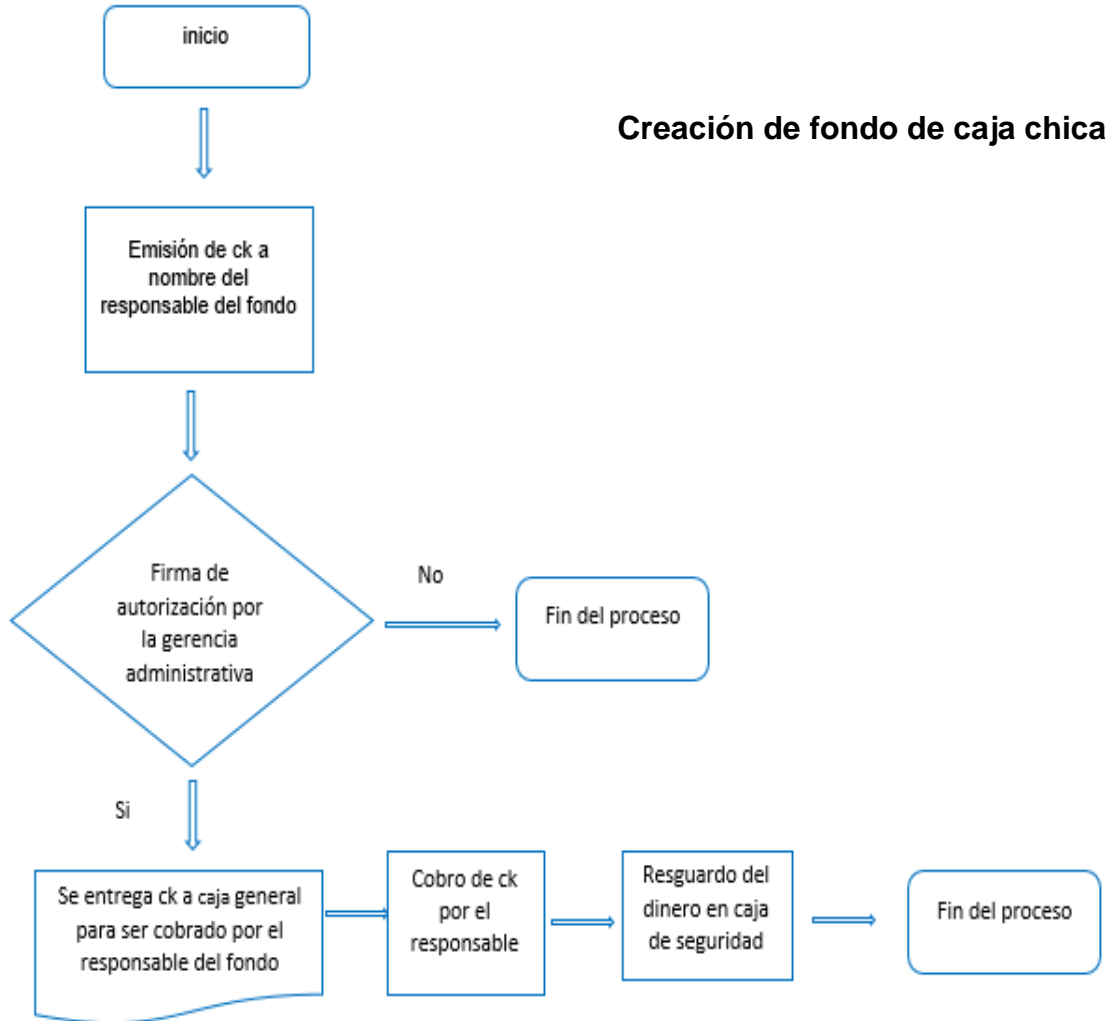 inicio
Creación de fondo de caja chica
Emisión de ck a
nombre del
responsable del fondo
Firma de
autorización por
la gerencia
administrativa
No
Fin del proceso
Si
Se entrega ck a caja general
para ser cobrado por el
responsable del fondo
Cobro de ck
por el
responsable
Resguardo del
dinero en caja
de seguridad
Fin del proceso